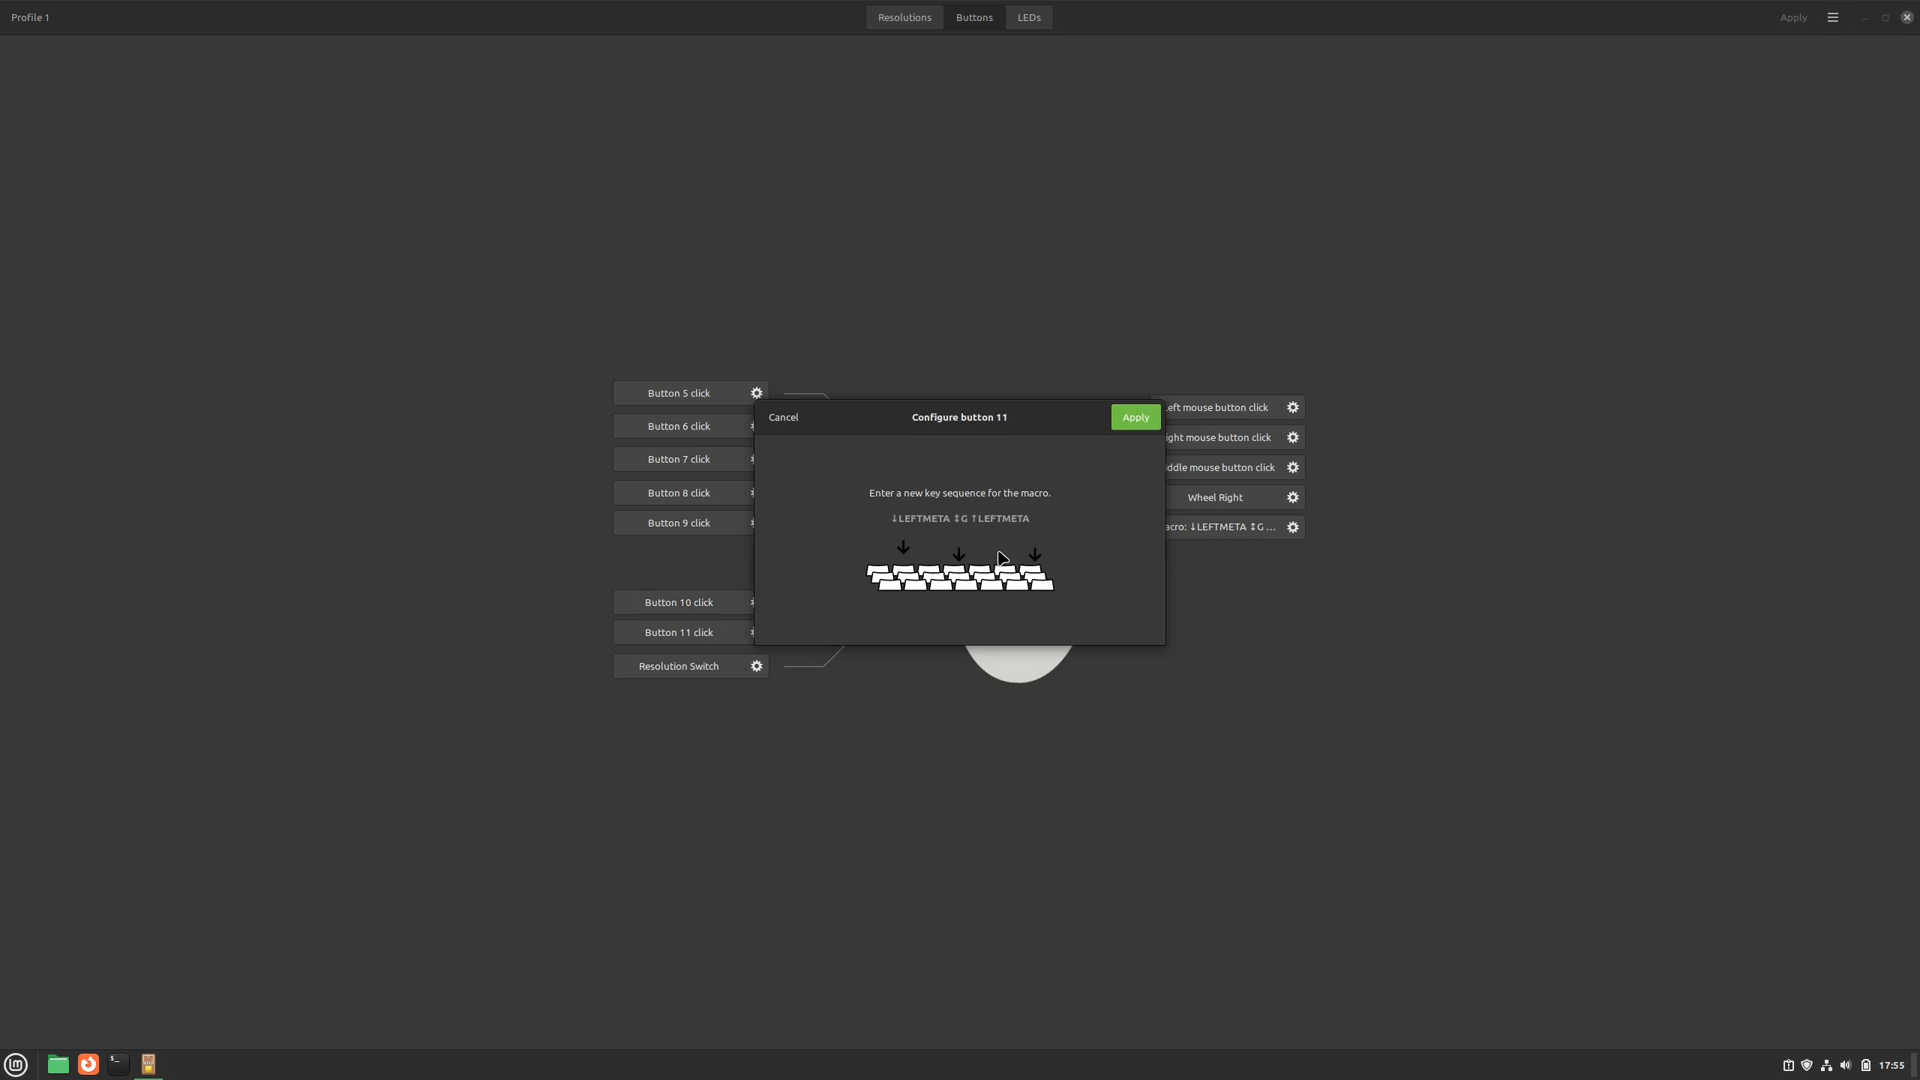 Profile 1
Resolutions
Buttons
LEDs
Apply
Button 5 click
Button 6 click
Button 7 click
Button 8 click
Button 9 click
Button 10 click
Button 11 click
Resolution Switch
Cancel
Configure button 11
Apply
Enter a new key sequence for the macro.
↓LEFTMETA ↕G ↑LEFTMETA
eft mouse button click
ight mouse button click
ddle mouse button click
Wheel Right
acro: ↓LEFTMETA ↕G ...
17:55